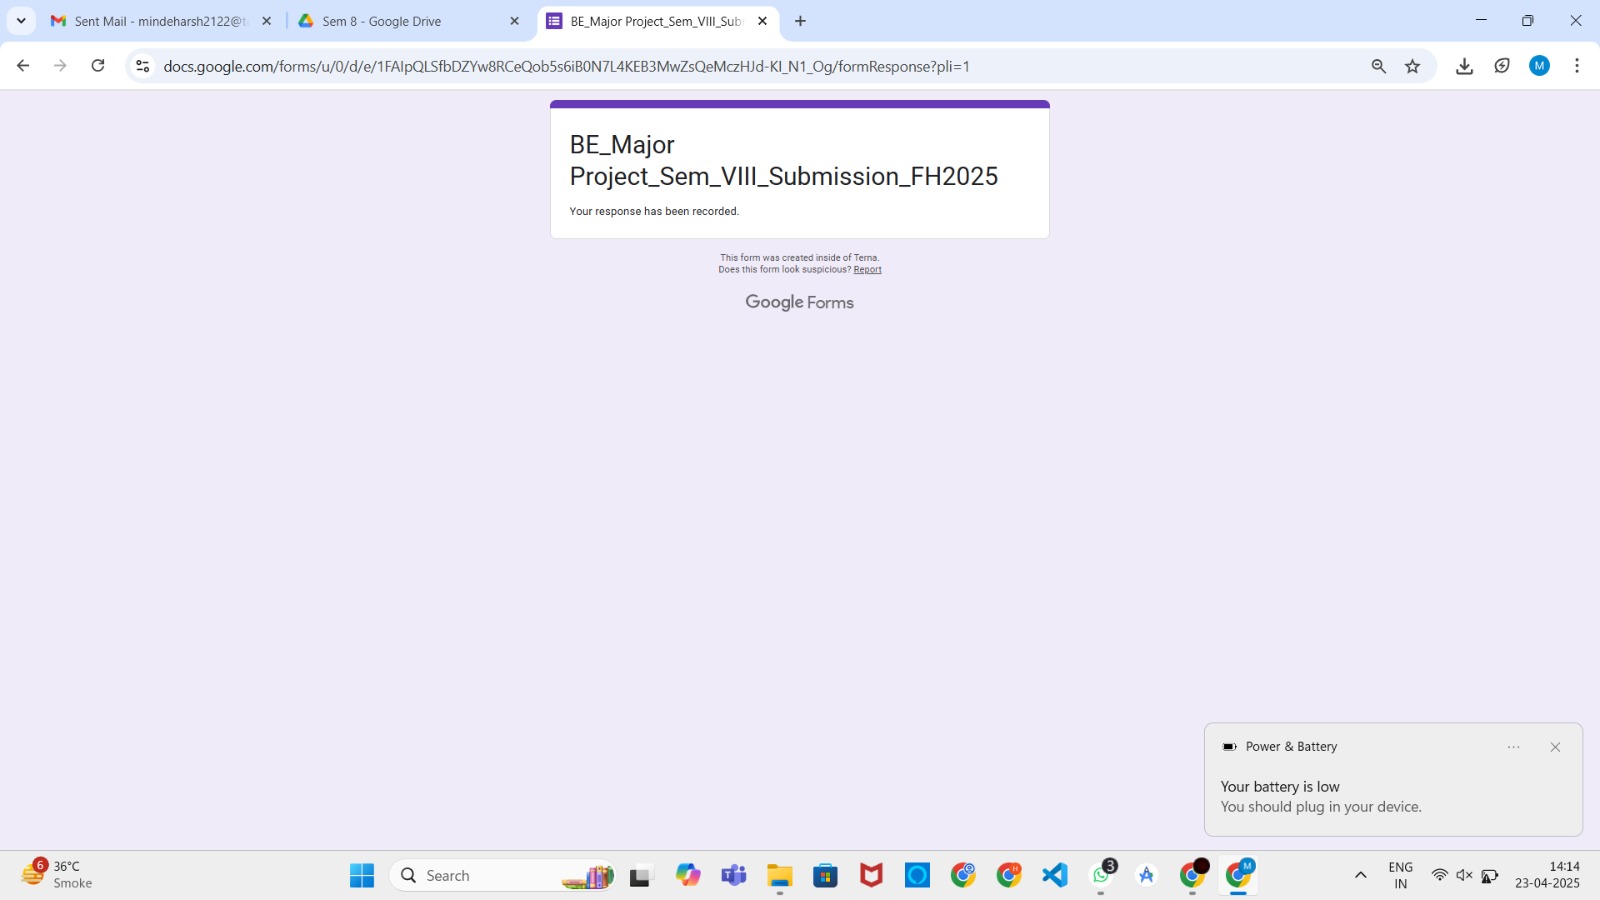 Sent Mail - mindeharsh2122@t
Sem 8 - Google Drive
BE_Major Project_Sem_VIII_Sub
docs.google.com/forms/u/0/d/e/1FAIpQLSfbDZYw8RCeQob5s6iB0N7L4KEB3MwZsQeMczHJd-KI_N1_Og/formResponse?pli=1
M
BE_Major
Project_Sem_VIII_Submission_FH2025
Your response has been recorded.
This form was created inside of Terna.
Does this form look suspicious? Report
Google Forms
Power & Battery
Your battery is low
You should plug in your device.
6
36°C
Smoke
Search
3
M
ENG
IN
14:14
23-04-2025